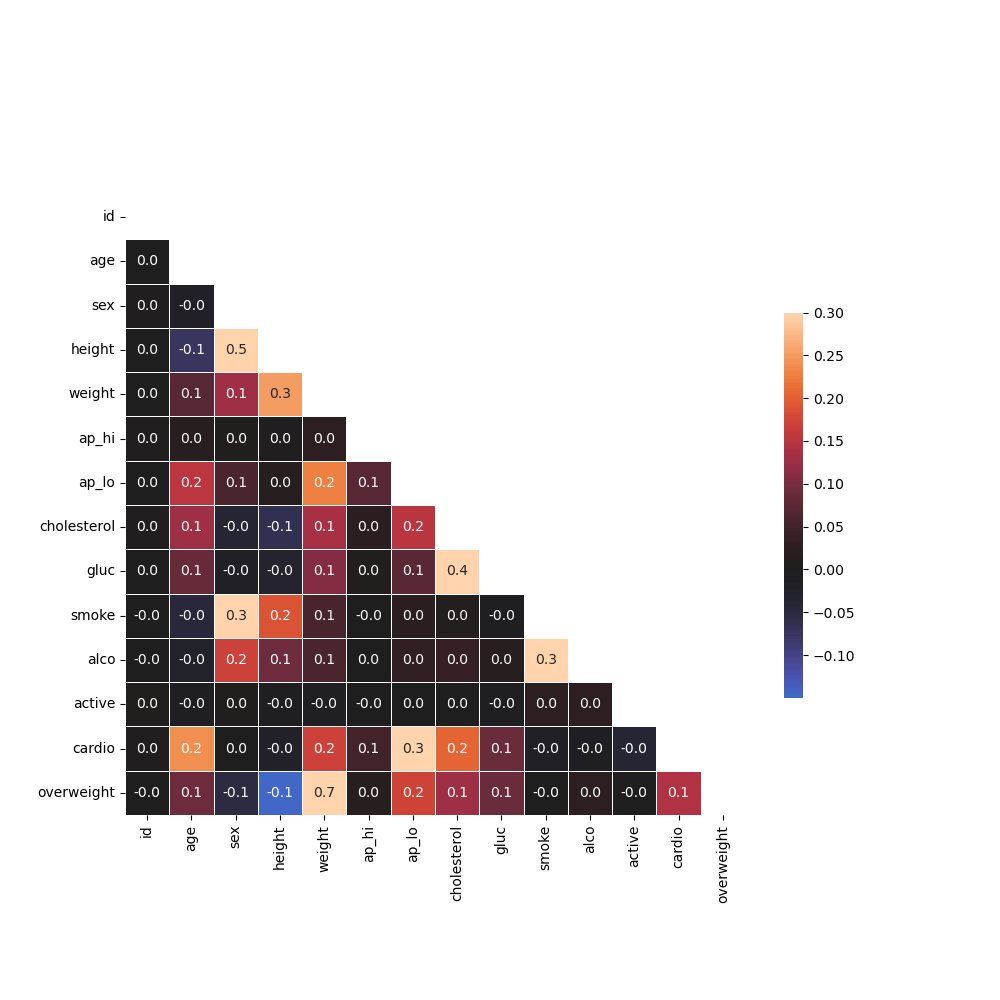 id
age 0.0
sex 0.0 -0.0
0.30
height 0.0 -0.1 0.5
0.25
weight 0.0 0.1 0.1 0.3
0.20
ap_hi 0.0 0.0 0.0 0.0 0.0
0.15
ap_lo 0.0 0.2 0.1 0.0 0.2 0.1
0.10
cholesterol 0.0 0.1 -0.0 -0.1 0.1 0.0 0.2
0.05
gluc 0.0 0.1 -0.0 -0.0 0.1 0.0 0.1 0.4
0.00
smoke -0.0 -0.0 0.3 0.2 0.1 -0.0 0.0 0.0 -0.0
−0.05
alco -0.0 -0.0 0.2 0.1 0.1 0.0 0.0 0.0 0.0 0.3
−0.10
active 0.0 -0.0 0.0 -0.0 -0.0 -0.0 0.0 0.0 -0.0 0.0 0.0
cardio 0.0 0.2 0.0 -0.0 0.2 0.1 0.3 0.2 0.1 -0.0 -0.0 -0.0
overweight -0.0 0.1 -0.1 -0.1 0.7 0.0 0.2 0.1 0.1 -0.0 0.0 -0.0 0.1
id age sex height weight ap_hi ap_lo cholesterol gluc smoke alco active cardio overweight